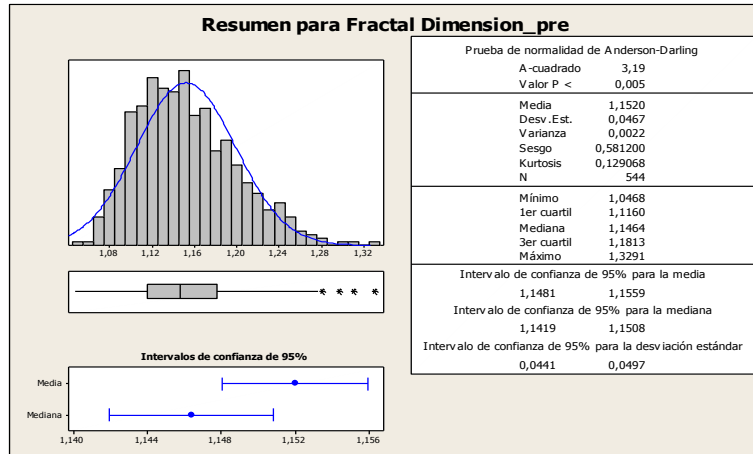 Resumen para Fractal Dimension_pre
1,08 1,12 1,16 1,20 1,24 1,28 1,32
Intervalos de confianza de 95%
Media
Mediana
1,140 1,144 1,148 1,152 1,156
Prueba de normalidad de Anderson-Darling
A-cuadrado 3,19
Valor P < 0,005
Media 1,1520
Desv.Est. 0,0467
Varianza 0,0022
Sesgo 0,581200
Kurtosis 0,129068
N 544
Mínimo 1,0468
1er cuartil 1,1160
Mediana 1,1464
3er cuartil 1,1813
Máximo 1,3291
Intervalo de confianza de 95% para la media
1,1481 1,1559
Intervalo de confianza de 95% para la mediana
1,1419 1,1508
Intervalo de confianza de 95% para la desviación estándar
0,0441 0,0497